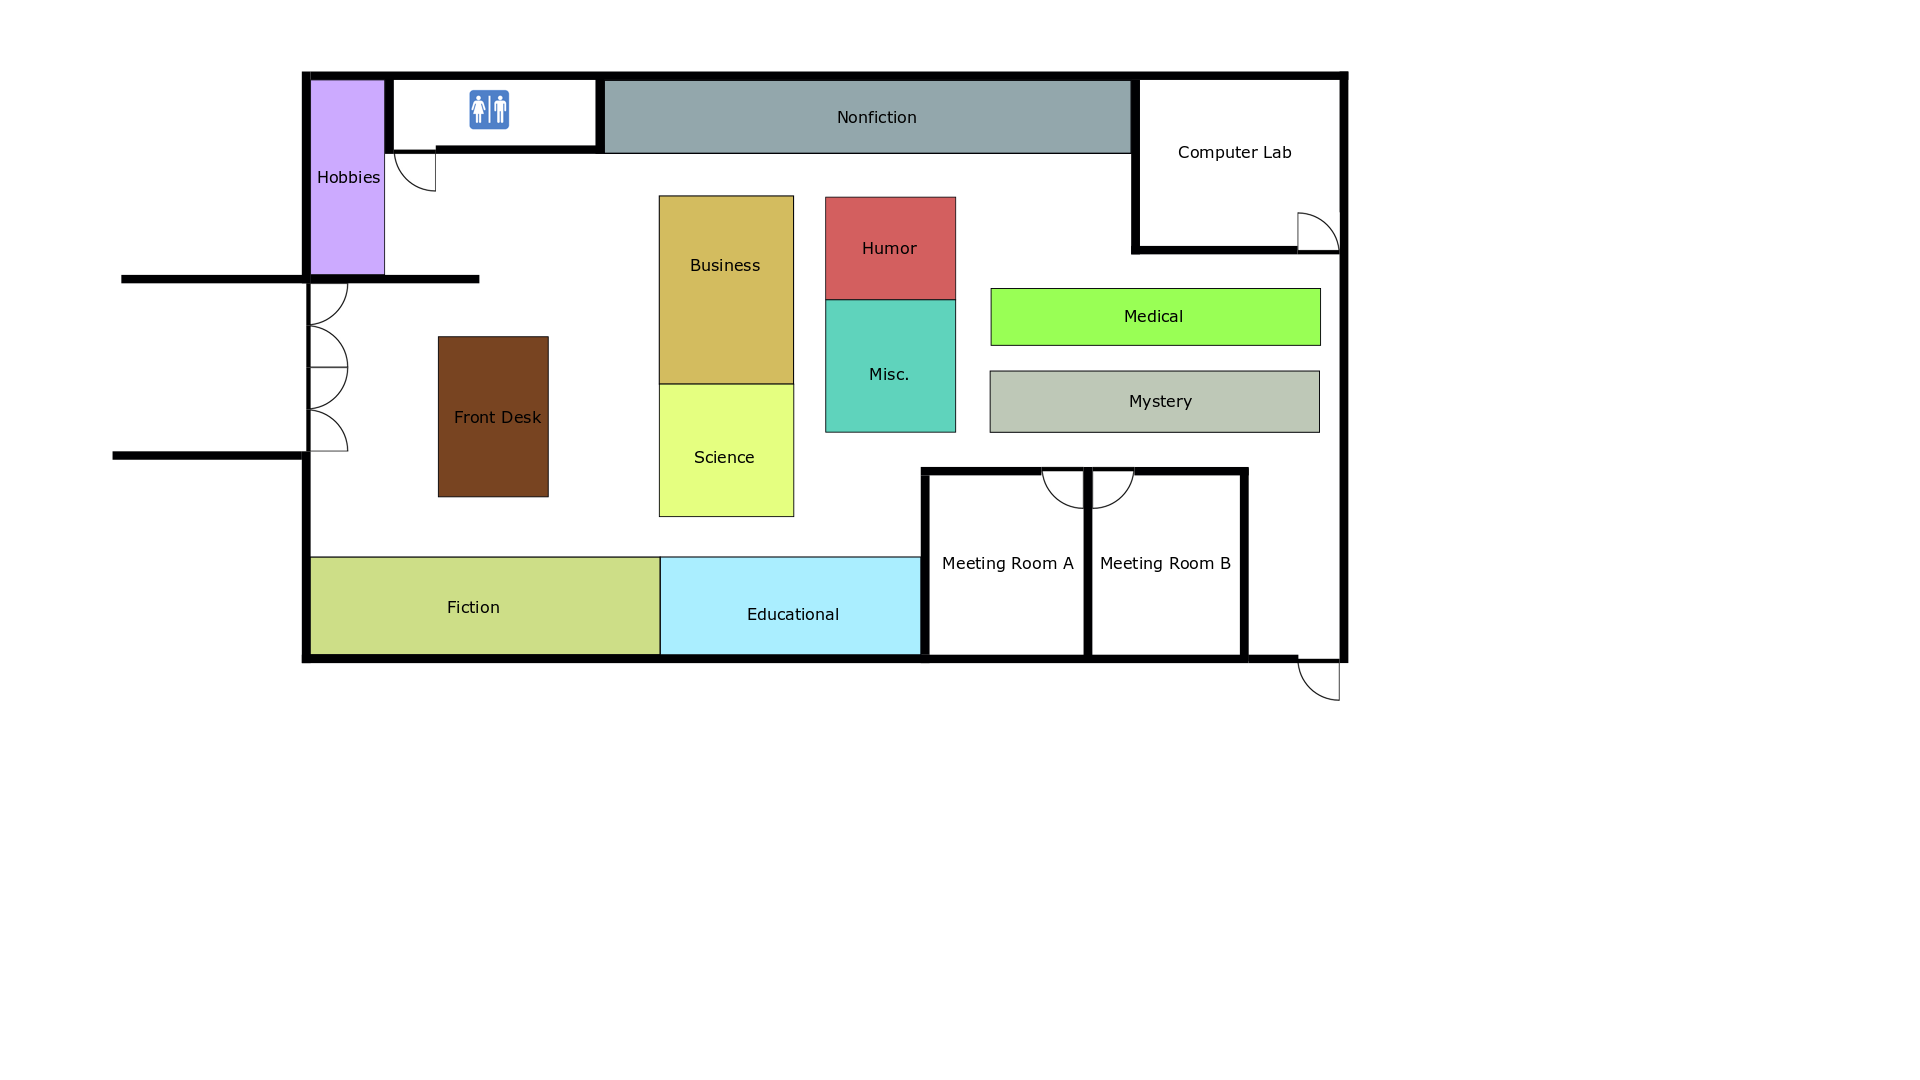 Nonfiction
Computer Lab
Hobbies
Humor
Business
Medical
Misc.
Mystery
Front Desk
Science
Meeting Room A
Meeting Room B
Fiction
Educational